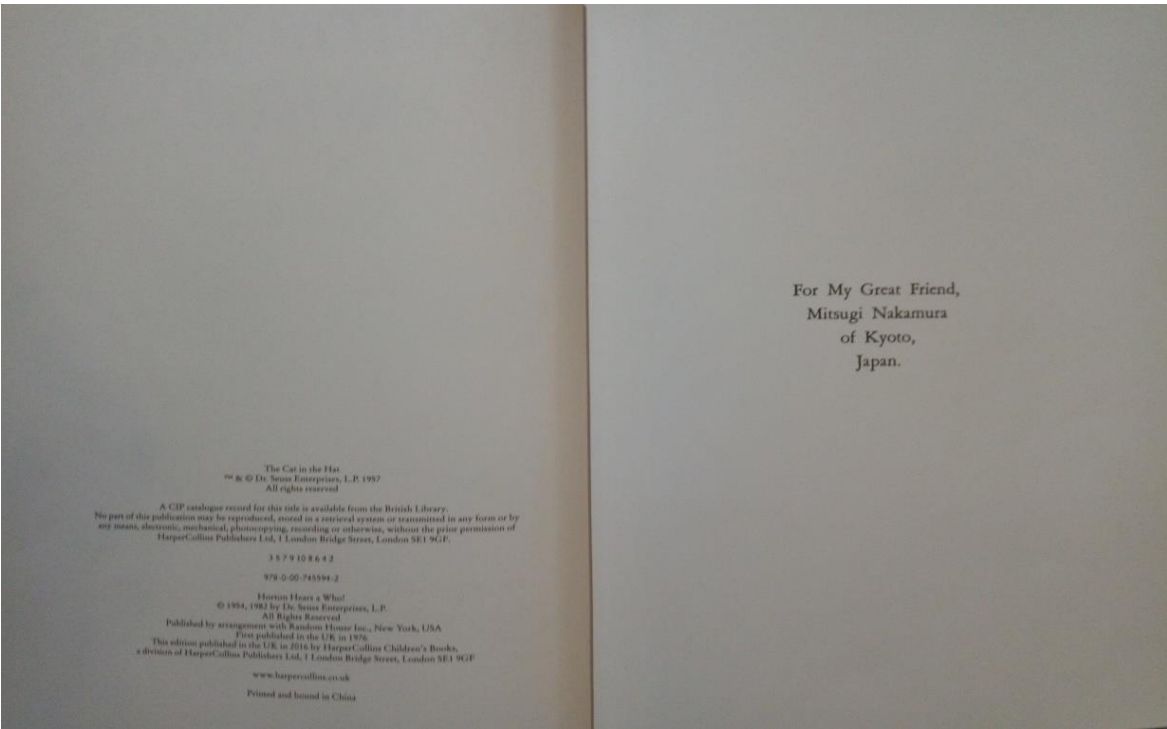 The Cat in the Hat
™ & © Dr. Seuss Enterprises, L.P. 1957
All rights reserved
A CIP catalogue record for this title is available from the British Library.
No part of this publication may be reproduced, stored in a retrieval system or transmitted in any form or by
any means, electronic, mechanical, photocopying, recording or otherwise, without the prior permission of
HarperCollins Publishers Ltd, 1 London Bridge Street, London SE1 9GF.
3 5 7 9 10 8 6 4 2
978-0-00-745594-2
Horton Hears a Who!
© 1954, 1982 by Dr. Seuss Enterprises, L.P.
All Rights Reserved
Published by arrangement with Random House Inc., New York, USA
First published in the UK in 1976
This edition published in the UK in 2016 by HarperCollins Children's Books,
a division of HarperCollins Publishers Ltd, 1 London Bridge Street, London SE1 9GF
www.harpercollins.co.uk
Printed and bound in China
For My Great Friend,
Mitsugi Nakamura
of Kyoto,
Japan.